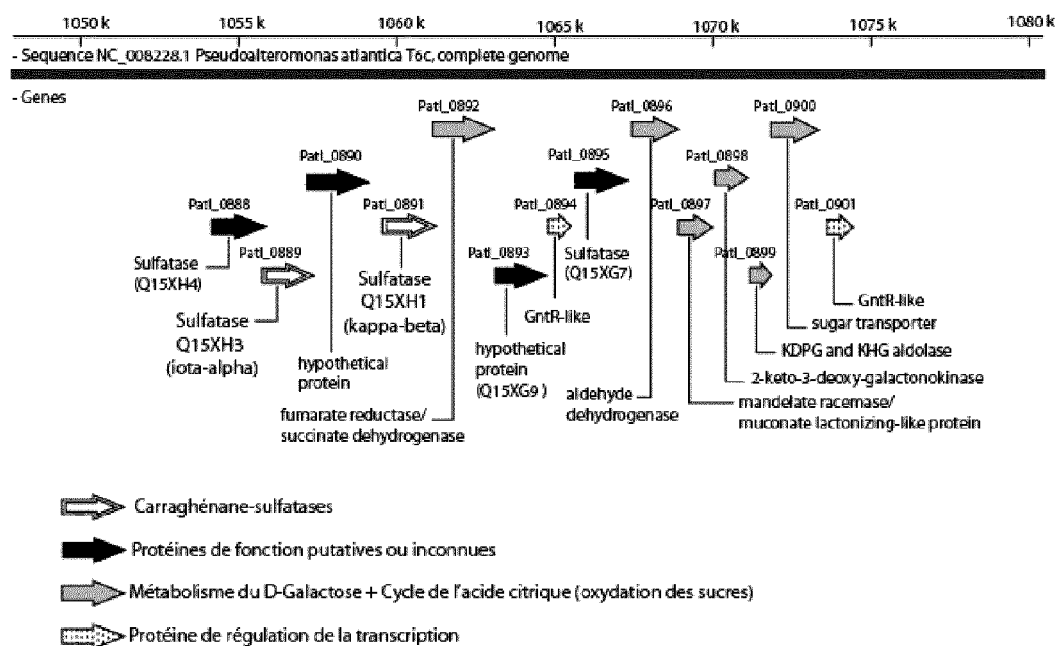 1050 k 1055 k 1060 k 1065 k 1070 k 1075 k 1080 k
- Sequence NC_008228.1 Pseudoalteromonas atlantica T6c, complete genome
- Genes
Patl_0892 Patl_0896 Patl_0900
Patl_0890 Patl_0895 Patl_0898
Patl_0888 Patl_0891 Patl_0894 Patl_0897 Patl_0901
Patl_0889 Patl_0893 Patl_0899
Sulfatase
(Q15XH4)
Sulfatase
Q15XH3
(iota-alpha)
hypothetical
protein
Sulfatase
Q15XH1
(kappa-beta)
fumarate reductase/
succinate dehydrogenase
hypothetical
protein
(Q15XG9)
GntR-like
Sulfatase
(Q15XG7)
aldehyde
dehydrogenase
GntR-like
sugar transporter
KDPG and KHG aldolase
2-keto-3-deoxy-galactonokinase
mandelate racemase/
muconate lactonizing-like protein
Carraghénane-sulfatases
Protéines de fonction putatives ou inconnues
Métabolisme du D-Galactose + Cycle de l'acide citrique (oxydation des sucres)
Protéine de régulation de la transcription